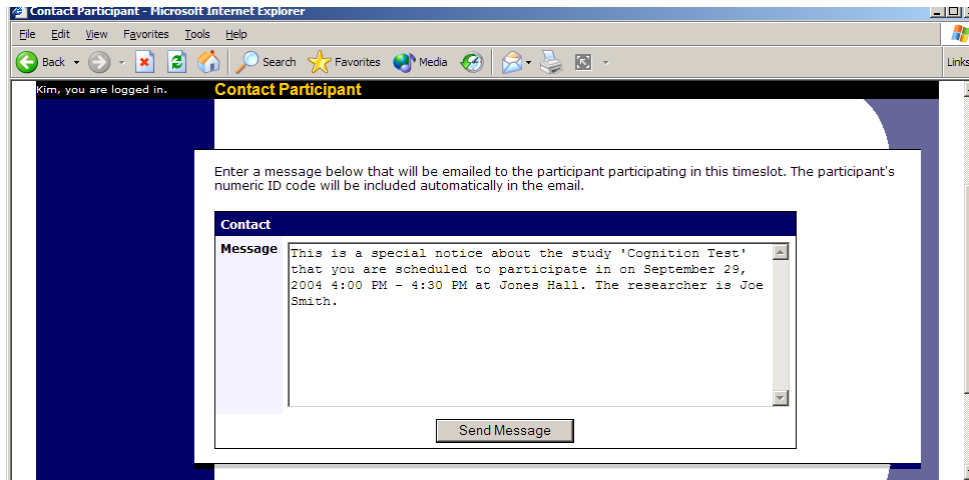 Contact Participant - Microsoft Internet Explorer
File Edit View Favorites Tools Help
Back Search Favorites Media Links
Kim, you are logged in. Contact Participant
Enter a message below that will be emailed to the participant participating in this timeslot. The participant's
numeric ID code will be included automatically in the email.
Contact
Message
This is a special notice about the study 'Cognition Test'
that you are scheduled to participate in on September 29,
2004 4:00 PM - 4:30 PM at Jones Hall. The researcher is Joe
Smith.
Send Message